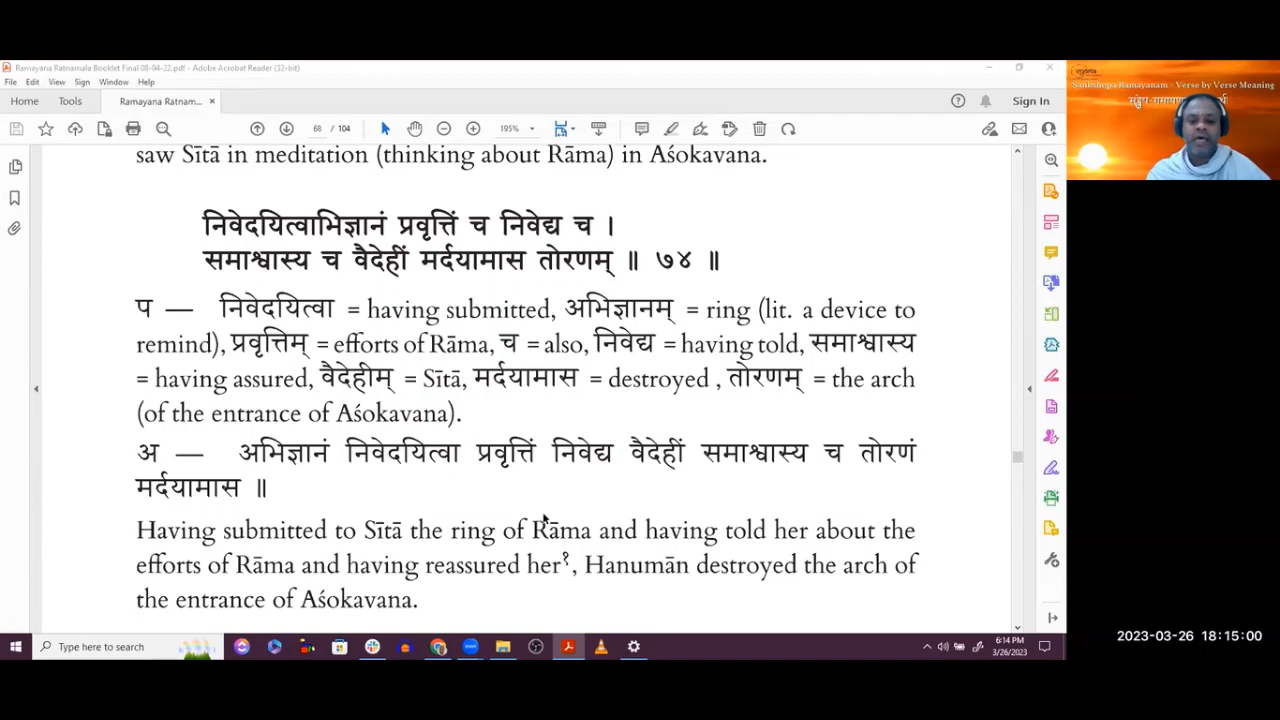 Ramayana Ratnamala Booklet Final 08-04-22.pdf - Adobe Acrobat Reader (32-bit)
File Edit View Sign Window Help
Home Tools Ramayana Ratnam... × Sign In
68 / 104 195%
saw Sītā in meditation (thinking about Rāma) in Aśokavana.
निवेदयित्वाभिज्ञानं प्रवृत्तिं च निवेद्य च ।
समाश्वास्य च वैदेहीं मर्दयामास तोरणम् ॥ ७४ ॥
प — निवेदयित्वा = having submitted, अभिज्ञानम् = ring (lit. a device to
remind), प्रवृत्तिम् = efforts of Rāma, च = also, निवेद्य = having told, समाश्वास्य
= having assured, वैदेहीम् = Sītā, मर्दयामास = destroyed , तोरणम् = the arch
(of the entrance of Aśokavana).
अ — अभिज्ञानं निवेदयित्वा प्रवृत्तिं निवेद्य वैदेहीं समाश्वास्य च तोरणं
मर्दयामास ॥
Having submitted to Sītā the ring of Rāma and having told her about the
efforts of Rāma and having reassured her१, Hanumān destroyed the arch of
the entrance of Aśokavana.
Type here to search
6:14 PM
3/26/2023
Samkshepa Ramayanam - Verse by Verse Meaning
2023-03-26 18:15:00